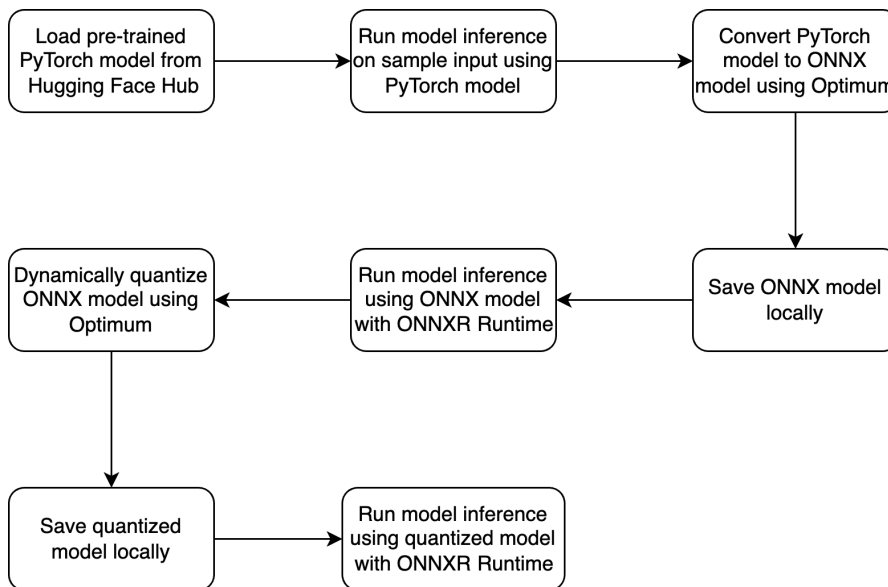 Load pre-trained
PyTorch model from
Hugging Face Hub
Run model inference
on sample input using
PyTorch model
Convert PyTorch
model to ONNX
model using Optimum
Save ONNX model
locally
Run model inference
using ONNX model
with ONNXR Runtime
Dynamically quantize
ONNX model using
Optimum
Save quantized
model locally
Run model inference
using quantized model
with ONNXR Runtime